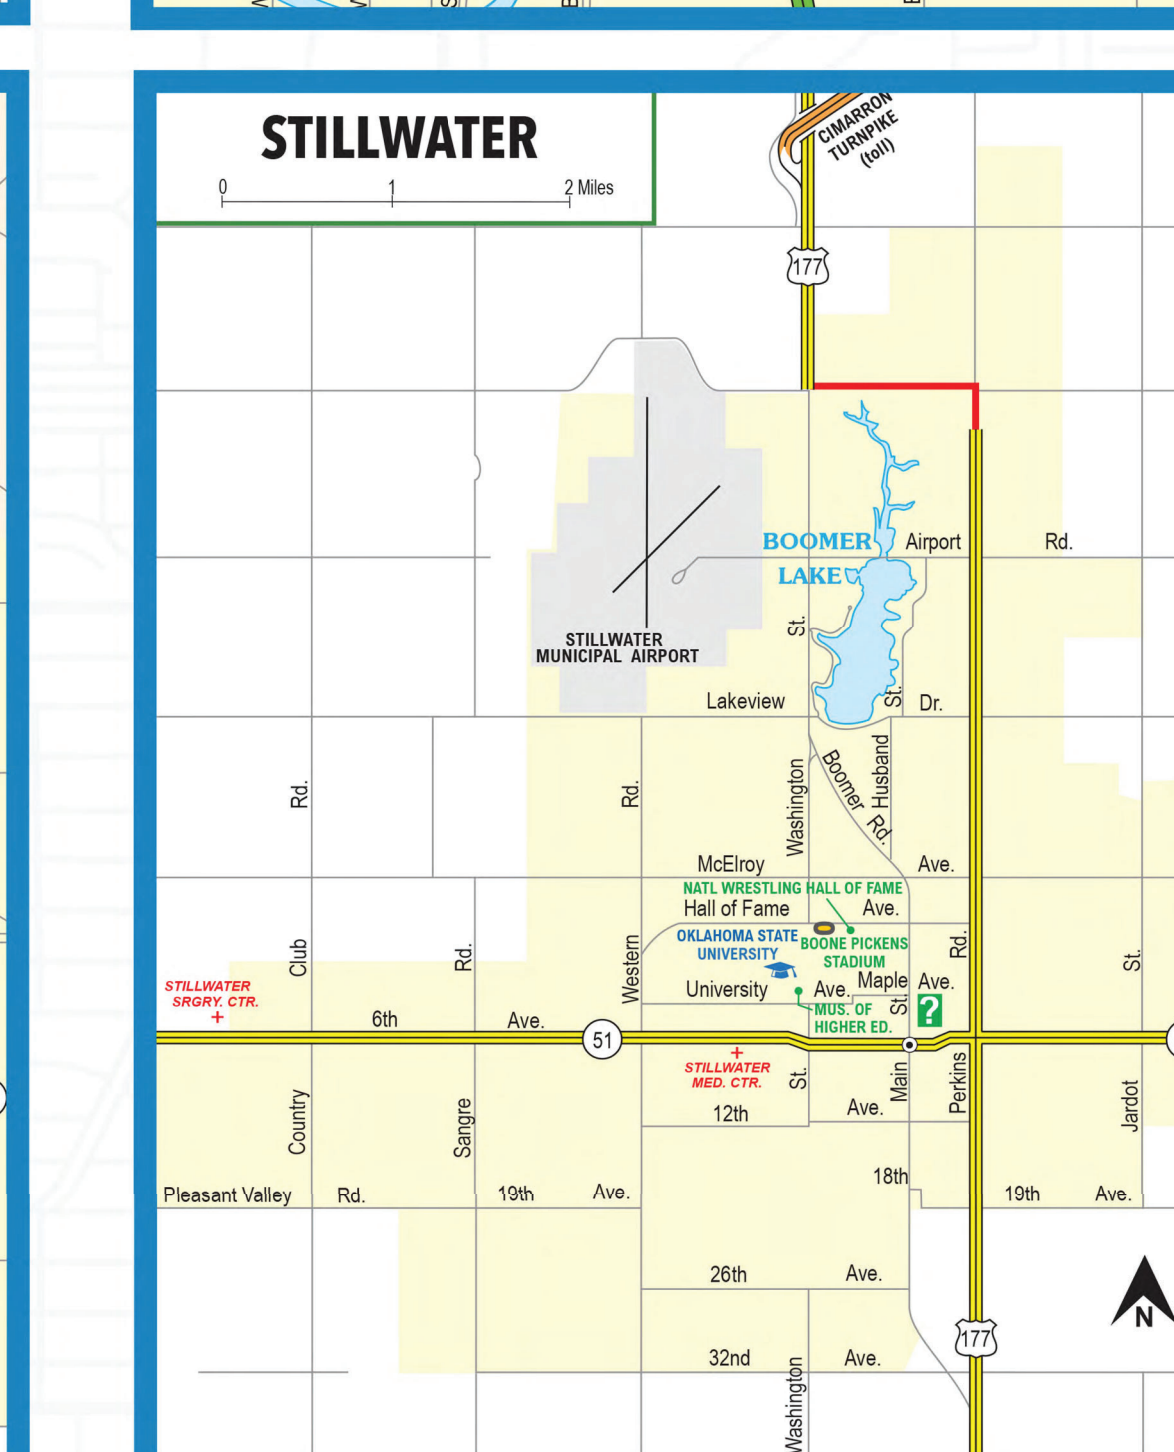 STILLWATER
0 1 2 Miles
CIMARRON
TURNPIKE
(toll)
177
BOOMER
LAKE
Airport Rd.
St.
STILLWATER
MUNICIPAL AIRPORT
Lakeview Dr.
St.
Rd.
Rd.
Washington
Boomer Rd.
Husband
McElroy Ave.
NATL WRESTLING HALL OF FAME
Hall of Fame Ave.
OKLAHOMA STATE
UNIVERSITY
BOONE PICKENS
STADIUM
Club
Rd.
Western
Rd.
St.
University Ave.
Maple Ave.
St.
?
MUS. OF
HIGHER ED.
STILLWATER
SRGRY. CTR.
6th Ave.
51
STILLWATER
MED. CTR.
St.
Main
Perkins
Country
Sangre
Jardot
12th Ave.
18th
Pleasant Valley Rd.
19th Ave.
19th Ave.
26th Ave.
N
177
32nd Ave.
Washington